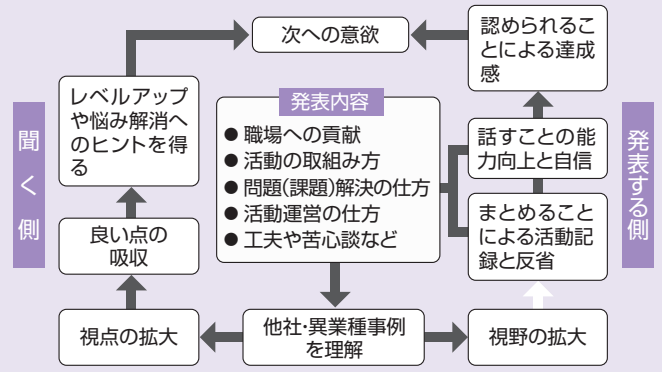 次への意欲
認められるこ
とによる達成
感
レベルアップ
や悩み解消へ
のヒントを得
る
発表内容
● 職場への貢献
● 活動の取組み方
● 問題(課題)解決の仕方
● 活動運営の仕方
● 工夫や苦心談など
聞く側
発表する側
話すことの能
力向上と自信
まとめること
による活動記
録と反省
良い点の
吸収
視点の拡大
他社・異業種事例
を理解
視野の拡大